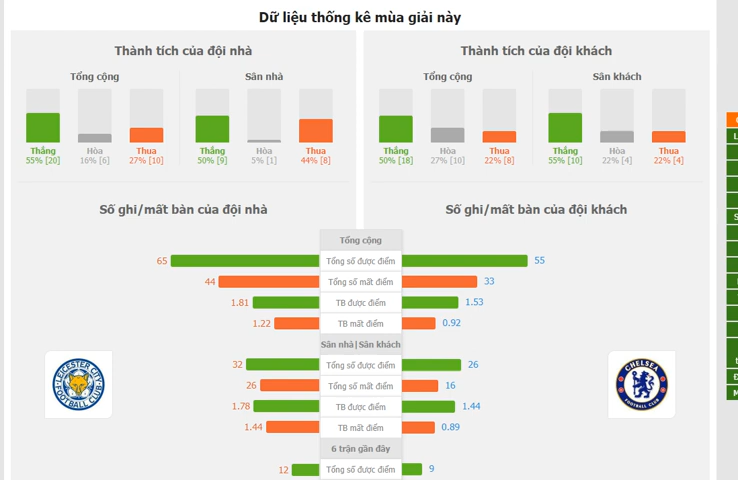 Dữ liệu thống kê mùa giải này
Thành tích của đội nhà
Thành tích của đội khách
Tổng cộng
Sân nhà
Tổng cộng
Sân khách
Thắng
Hòa
Thua
Thắng
Hòa
Thua
Thắng
Hòa
Thua
Thắng
Hòa
Thua
55% [20]
16% [6]
27% [10]
50% [9]
5% [1]
44% [8]
50% [18]
27% [10]
22% [8]
55% [10]
22% [4]
22% [4]
Số ghi/mất bàn của đội nhà
Số ghi/mất bàn của đội khách
Tổng cộng
65 Tổng số được điểm 55
44 Tổng số mất điểm 33
1.81 TB được điểm 1.53
1.22 TB mất điểm 0.92
Sân nhà|Sân khách
32 Tổng số được điểm 26
26 Tổng số mất điểm 16
1.78 TB được điểm 1.44
1.44 TB mất điểm 0.89
6 trận gần đây
12 Tổng số được điểm 9
LEICESTER CITY
FOOTBALL CLUB
CHELSEA
FOOTBALL CLUB